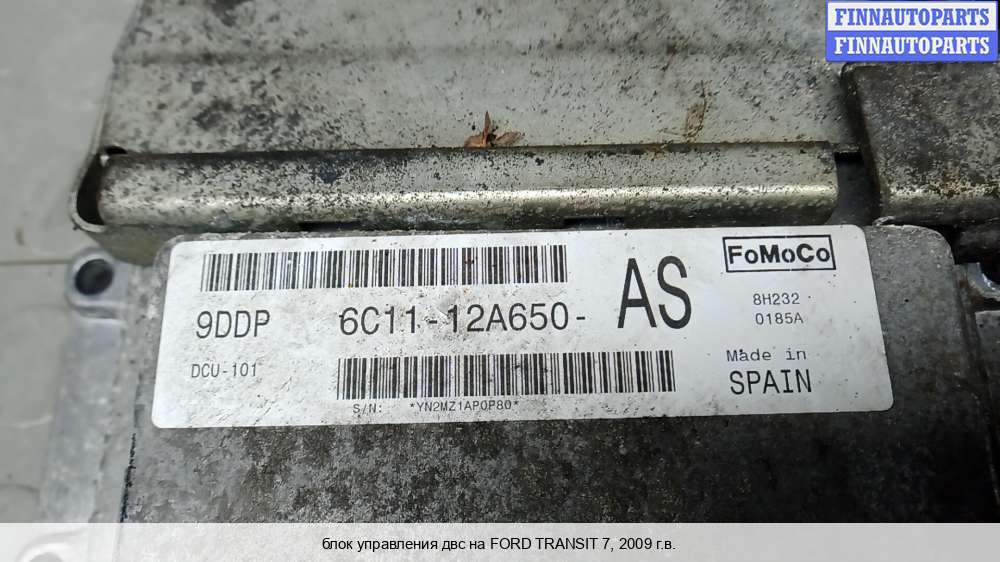 FINNAUTOPARTS
FINNAUTOPARTS
FoMoCo
9DDP 6C11-12A650- AS
8H232
0185A
DCU-101
Made in
SPAIN
S/N: *YN2MZ1AP0P80*
блок управления двс на FORD TRANSIT 7, 2009 г.в.